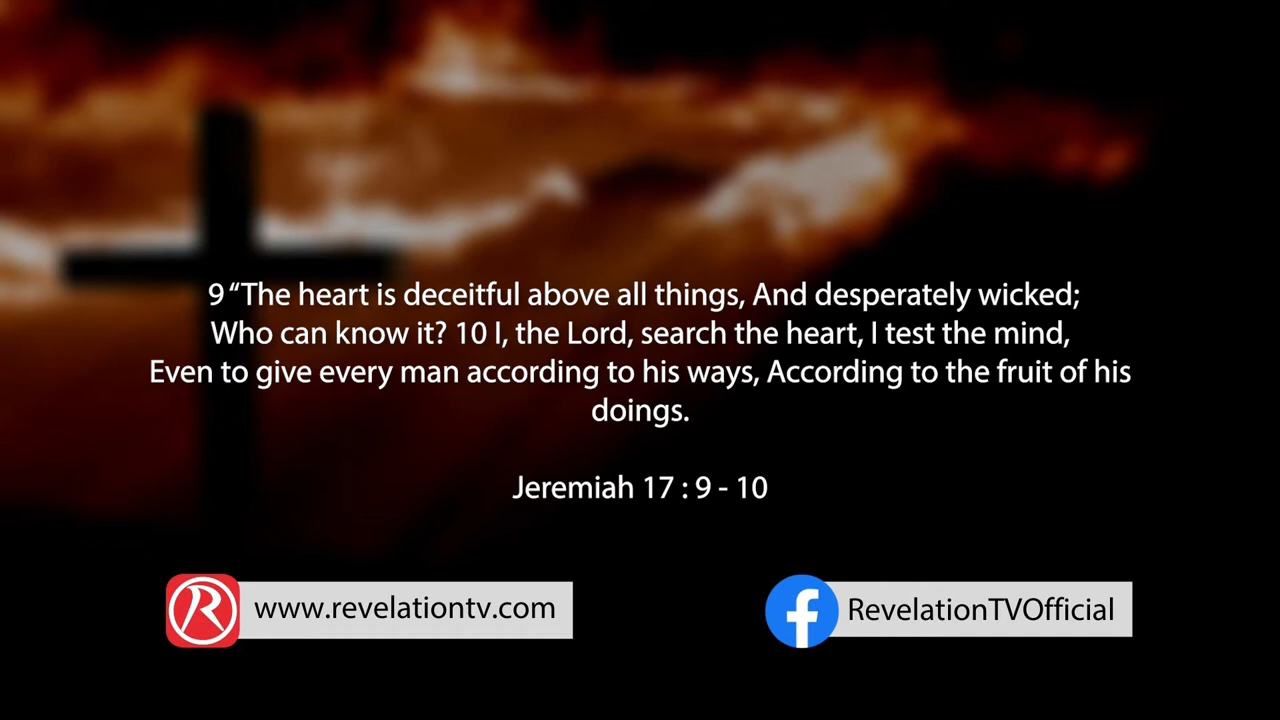 9 “The heart is deceitful above all things, And desperately wicked;
Who can know it? 10 I, the Lord, search the heart, I test the mind,
Even to give every man according to his ways, According to the fruit of his
doings.
Jeremiah 17 : 9 - 10
R www.revelationtv.com
f RevelationTVOfficial